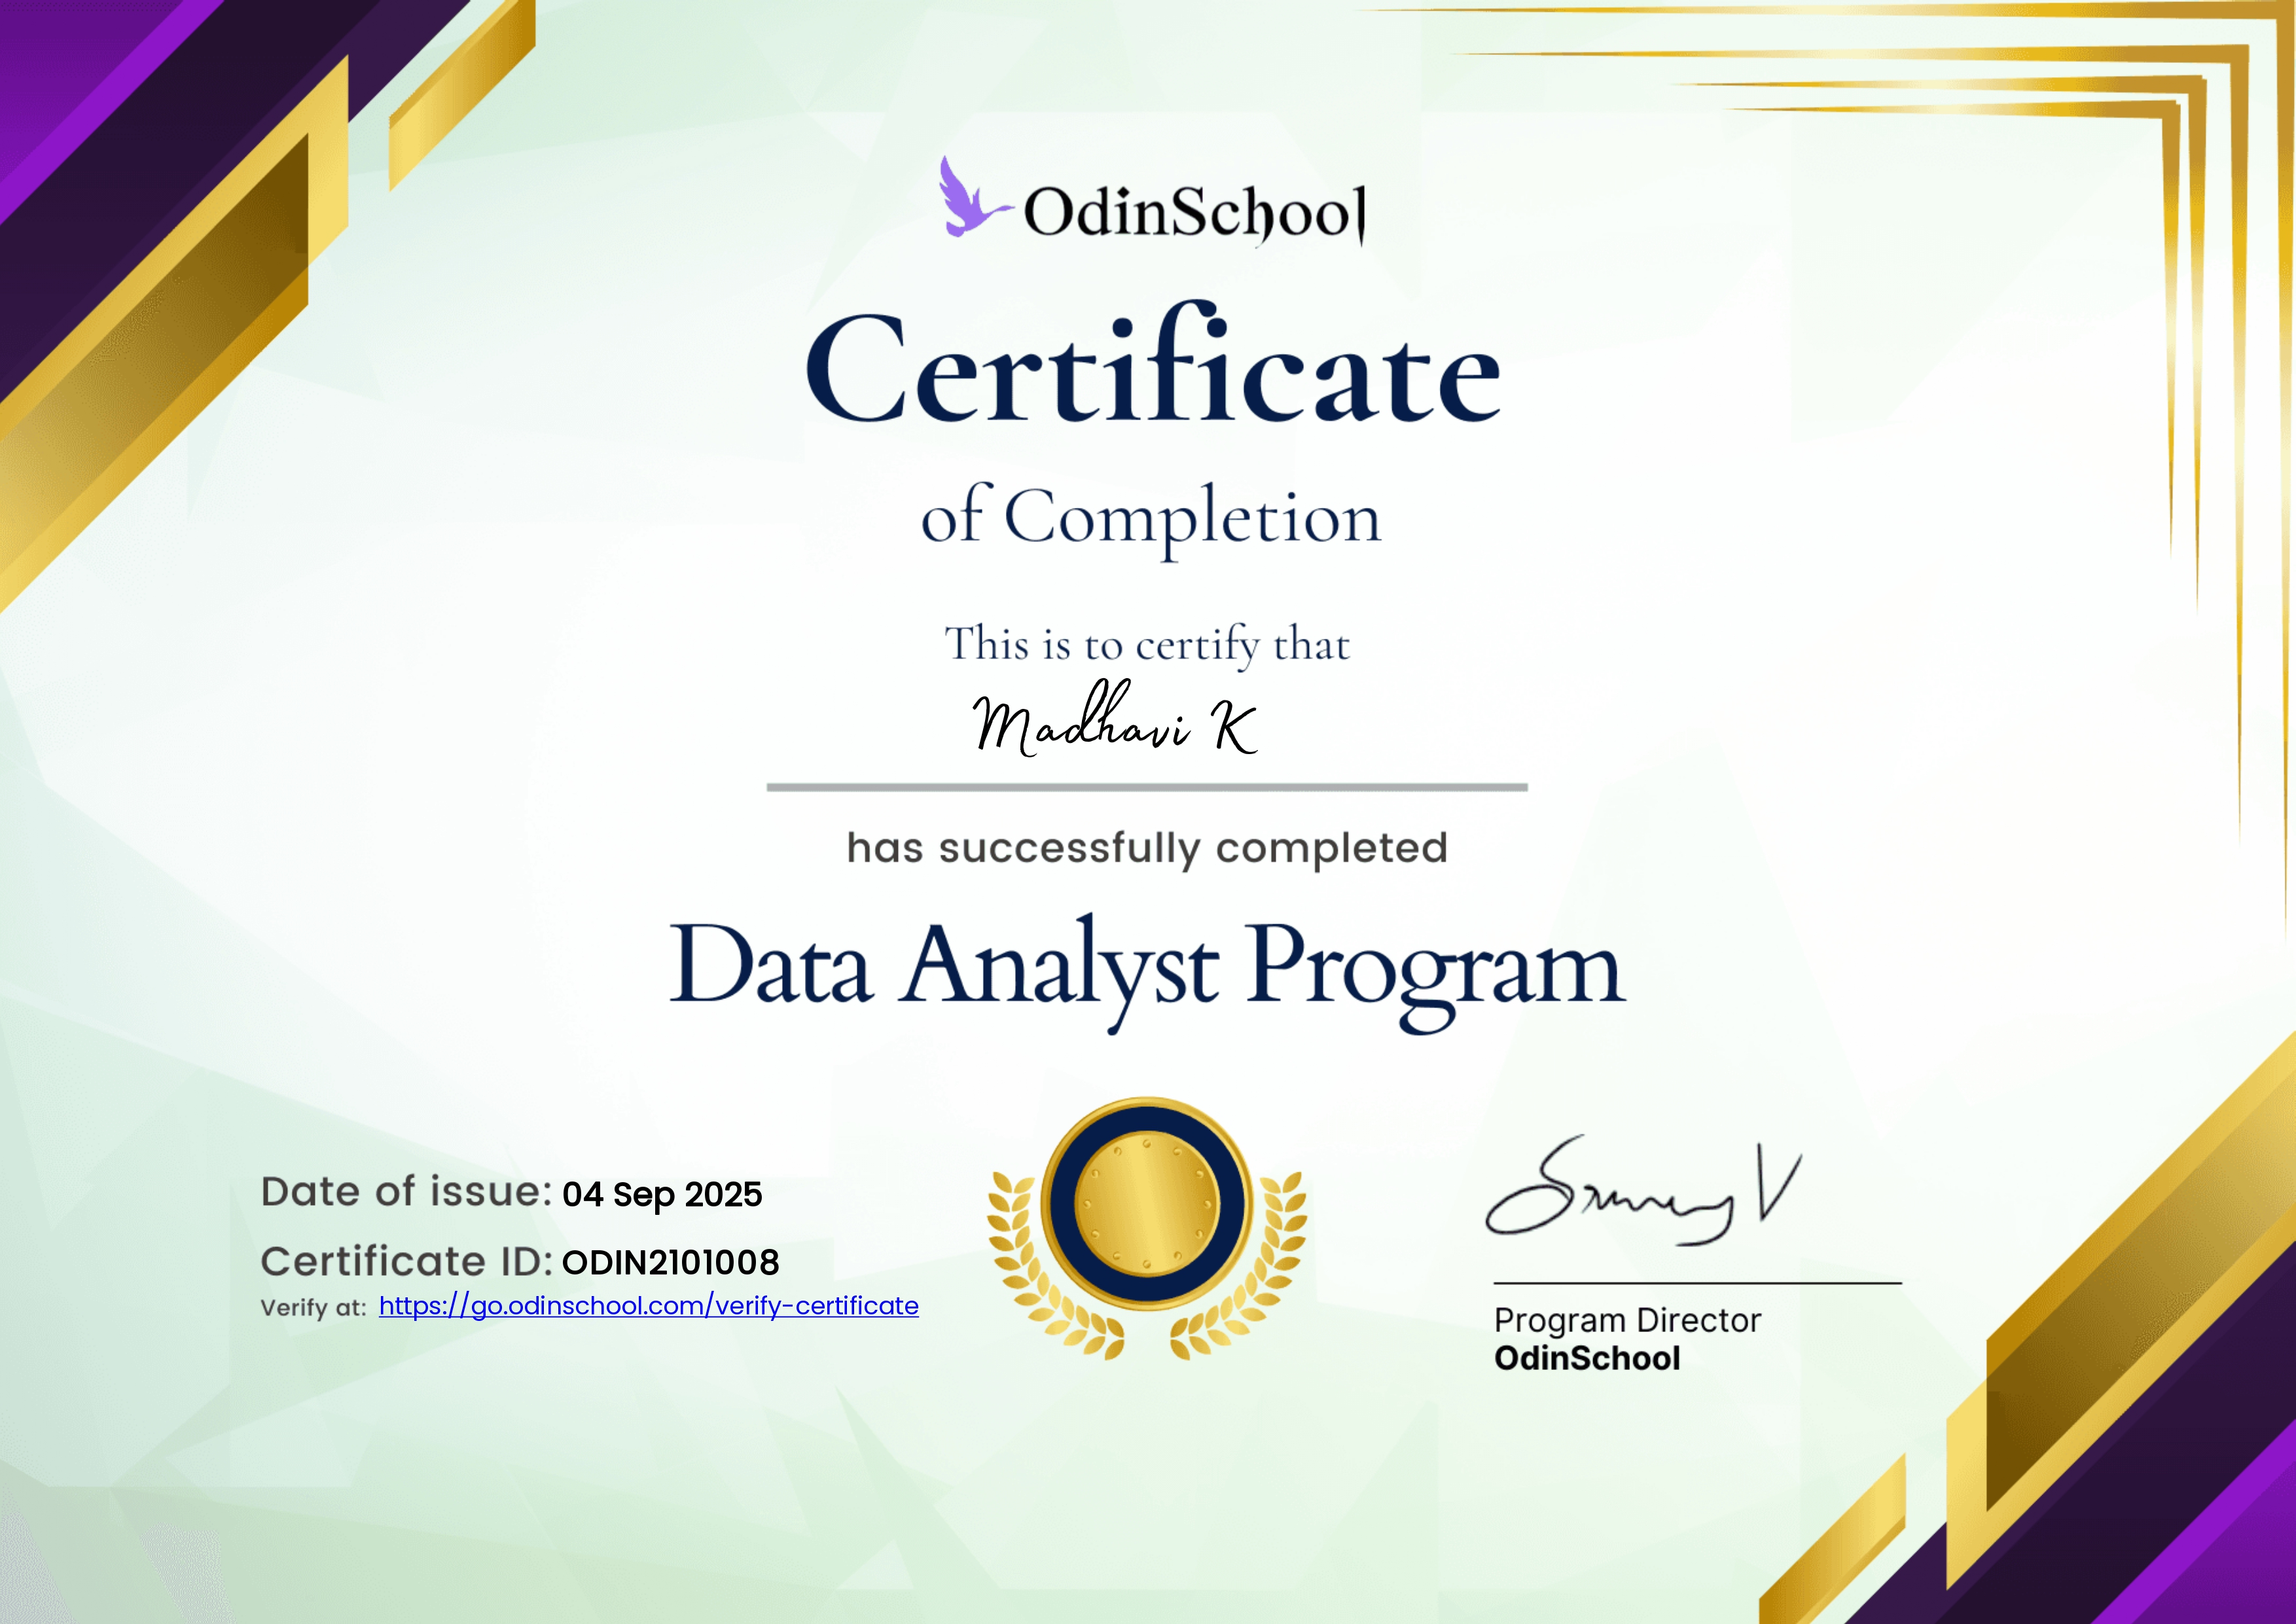 OdinSchool
Certificate
of Completion
This is to certify that
Madhavi K
has successfully completed
Data Analyst Program
Date of issue: 04 Sep 2025
Certificate ID: ODIN2101008
Verify at: https://go.odinschool.com/verify-certificate
Program Director
OdinSchool